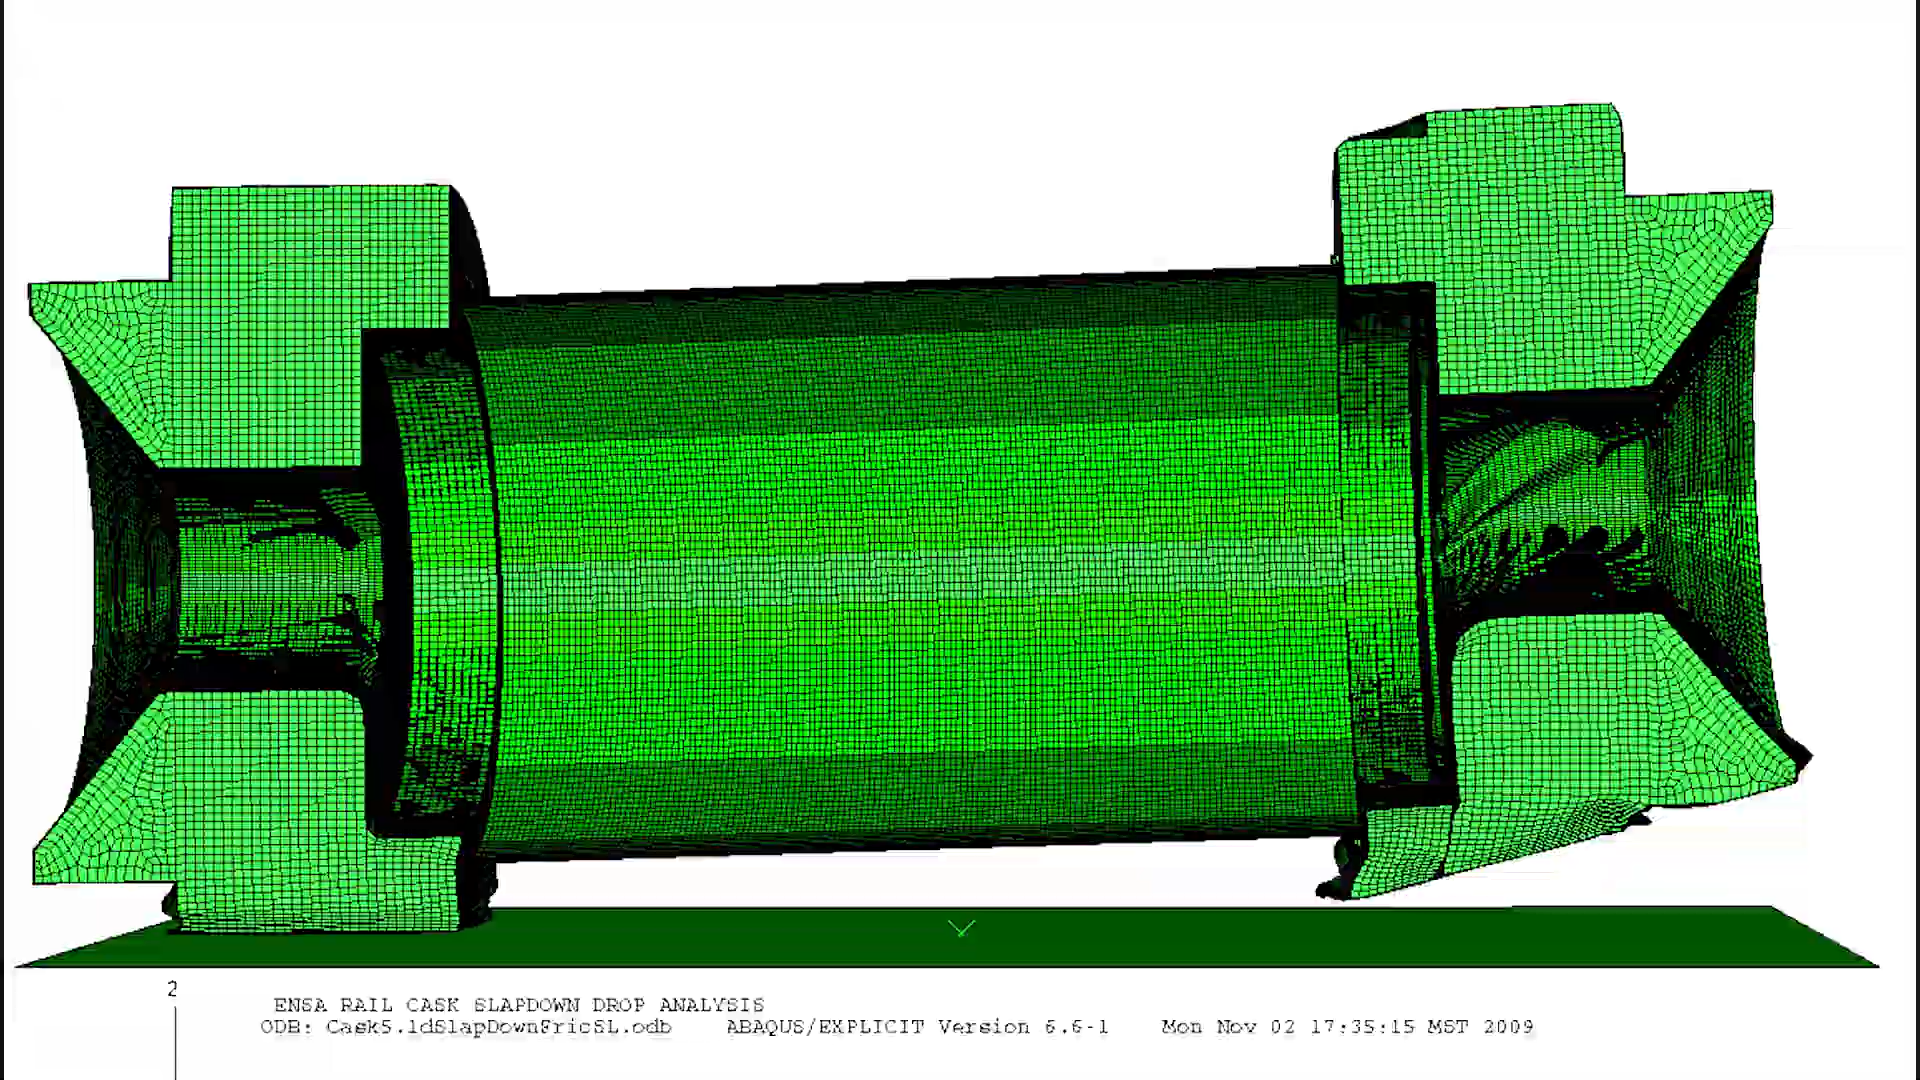 2
ENSA RAIL CASK SLAPDOWN DROP ANALYSIS
ODB: Cask5.1dSlapDownFricSL.odb ABAQUS/EXPLICIT Version 6.6-1 Mon Nov 02 17:35:15 MST 2009